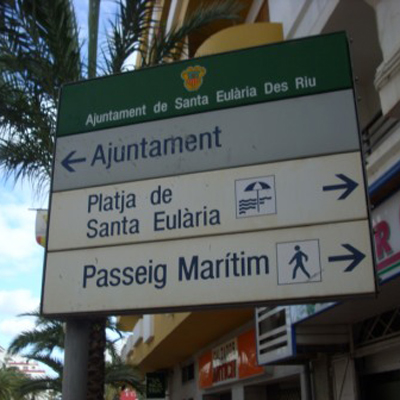 Ajuntament de Santa Eulària Des Riu
Ajuntament
Platja de
Santa Eulària
Passeig Marítim